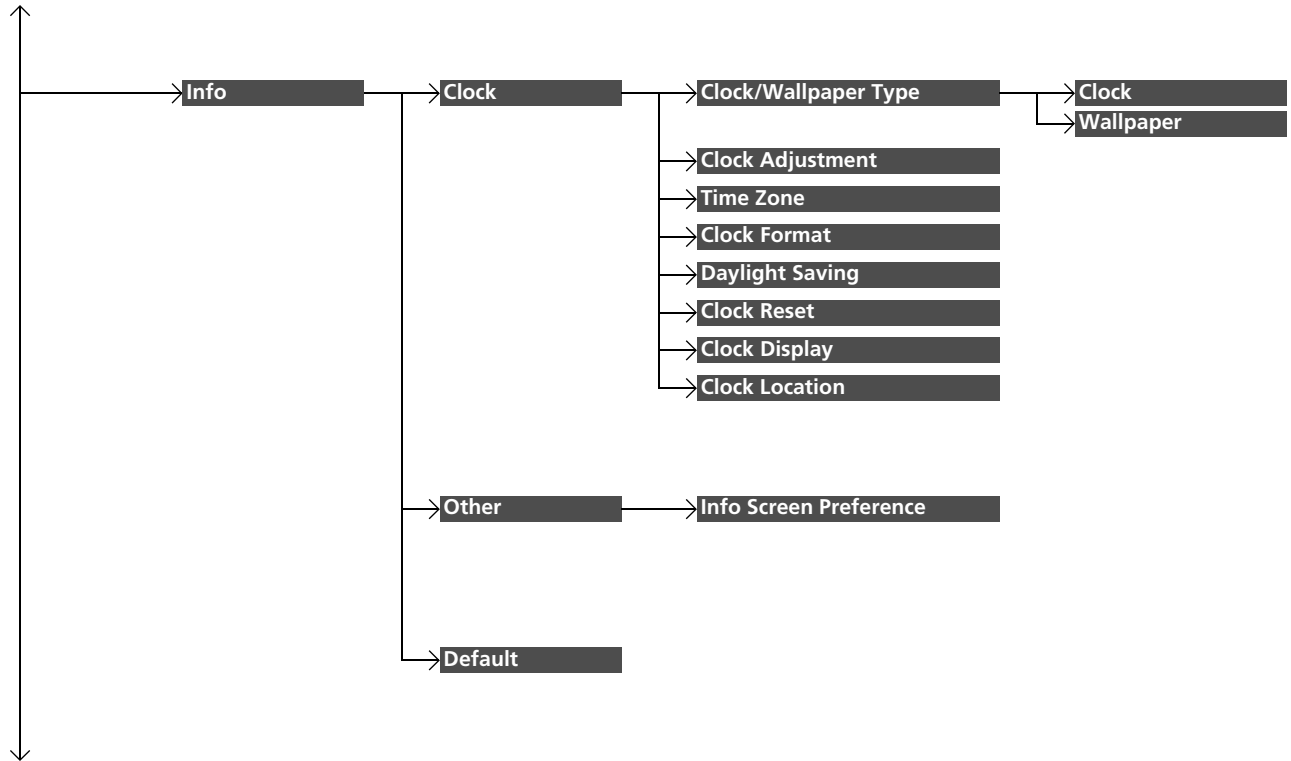 Info
Clock
Clock/Wallpaper Type
Clock
Wallpaper
Clock Adjustment
Time Zone
Clock Format
Daylight Saving
Clock Reset
Clock Display
Clock Location
Other
Info Screen Preference
Default